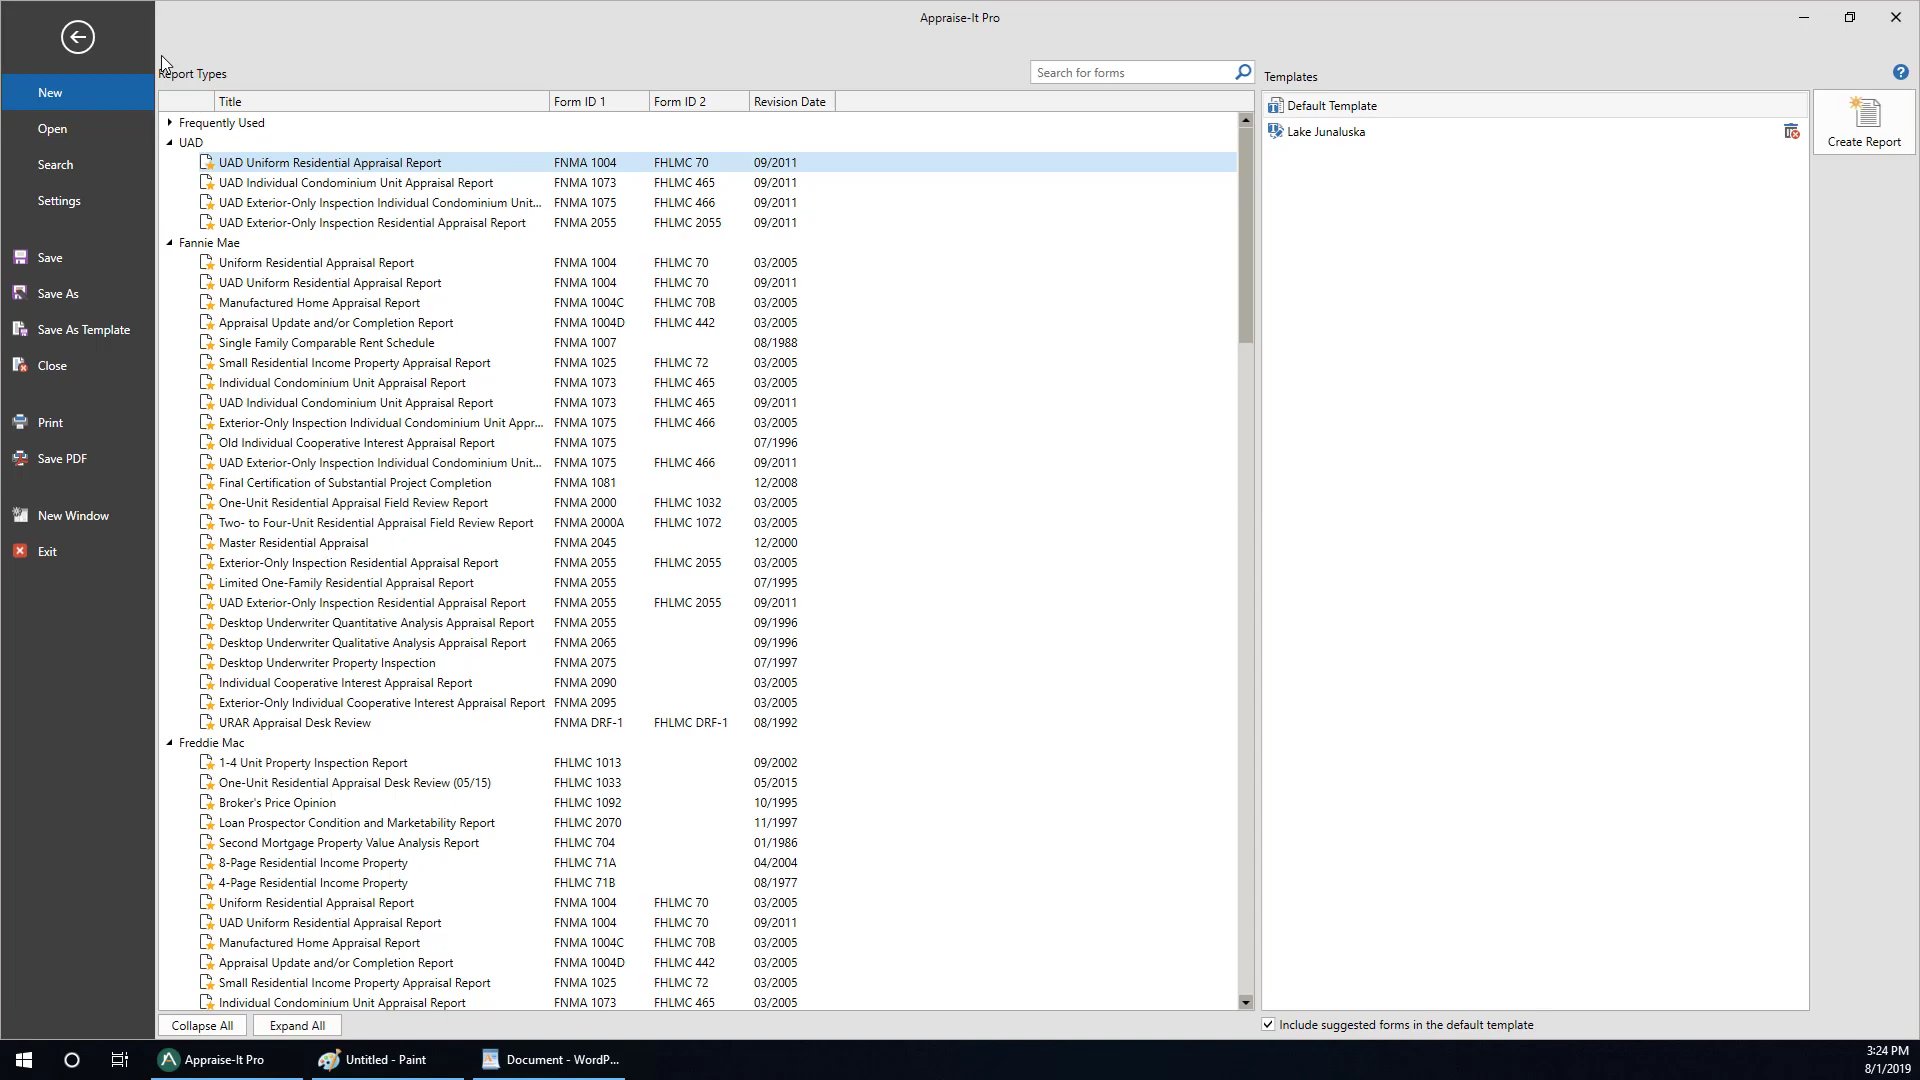 Appraise-It Pro
Report Types
Search for forms
Templates
New
Open
Search
Settings
Save
Save As
Save As Template
Close
Print
Save PDF
New Window
Exit
Title Form ID 1 Form ID 2 Revision Date
Frequently Used
UAD
UAD Uniform Residential Appraisal Report FNMA 1004 FHLMC 70 09/2011
UAD Individual Condominium Unit Appraisal Report FNMA 1073 FHLMC 465 09/2011
UAD Exterior-Only Inspection Individual Condominium Unit... FNMA 1075 FHLMC 466 09/2011
UAD Exterior-Only Inspection Residential Appraisal Report FNMA 2055 FHLMC 2055 09/2011
Fannie Mae
Uniform Residential Appraisal Report FNMA 1004 FHLMC 70 03/2005
UAD Uniform Residential Appraisal Report FNMA 1004 FHLMC 70 09/2011
Manufactured Home Appraisal Report FNMA 1004C FHLMC 70B 03/2005
Appraisal Update and/or Completion Report FNMA 1004D FHLMC 442 03/2005
Single Family Comparable Rent Schedule FNMA 1007 08/1988
Small Residential Income Property Appraisal Report FNMA 1025 FHLMC 72 03/2005
Individual Condominium Unit Appraisal Report FNMA 1073 FHLMC 465 03/2005
UAD Individual Condominium Unit Appraisal Report FNMA 1073 FHLMC 465 09/2011
Exterior-Only Inspection Individual Condominium Unit Appr... FNMA 1075 FHLMC 466 03/2005
Old Individual Cooperative Interest Appraisal Report FNMA 1075 07/1996
UAD Exterior-Only Inspection Individual Condominium Unit... FNMA 1075 FHLMC 466 09/2011
Final Certification of Substantial Project Completion FNMA 1081 12/2008
One-Unit Residential Appraisal Field Review Report FNMA 2000 FHLMC 1032 03/2005
Two- to Four-Unit Residential Appraisal Field Review Report FNMA 2000A FHLMC 1072 03/2005
Master Residential Appraisal FNMA 2045 12/2000
Exterior-Only Inspection Residential Appraisal Report FNMA 2055 FHLMC 2055 03/2005
Limited One-Family Residential Appraisal Report FNMA 2055 07/1995
UAD Exterior-Only Inspection Residential Appraisal Report FNMA 2055 FHLMC 2055 09/2011
Desktop Underwriter Quantitative Analysis Appraisal Report FNMA 2055 09/1996
Desktop Underwriter Qualitative Analysis Appraisal Report FNMA 2065 09/1996
Desktop Underwriter Property Inspection FNMA 2075 07/1997
Individual Cooperative Interest Appraisal Report FNMA 2090 03/2005
Exterior-Only Individual Cooperative Interest Appraisal Report FNMA 2095 03/2005
URAR Appraisal Desk Review FNMA DRF-1 FHLMC DRF-1 08/1992
Freddie Mac
1-4 Unit Property Inspection Report FHLMC 1013 09/2002
One-Unit Residential Appraisal Desk Review (05/15) FHLMC 1033 05/2015
Broker's Price Opinion FHLMC 1092 10/1995
Loan Prospector Condition and Marketability Report FHLMC 2070 11/1997
Second Mortgage Property Value Analysis Report FHLMC 704 01/1986
8-Page Residential Income Property FHLMC 71A 04/2004
4-Page Residential Income Property FHLMC 71B 08/1977
Uniform Residential Appraisal Report FNMA 1004 FHLMC 70 03/2005
UAD Uniform Residential Appraisal Report FNMA 1004 FHLMC 70 09/2011
Manufactured Home Appraisal Report FNMA 1004C FHLMC 70B 03/2005
Appraisal Update and/or Completion Report FNMA 1004D FHLMC 442 03/2005
Small Residential Income Property Appraisal Report FNMA 1025 FHLMC 72 03/2005
Individual Condominium Unit Appraisal Report FNMA 1073 FHLMC 465 03/2005
Collapse All
Expand All
Default Template
Lake Junaluska
Create Report
Include suggested forms in the default template
Appraise-It Pro
Untitled - Paint
Document - WordP...
3:24 PM
8/1/2019